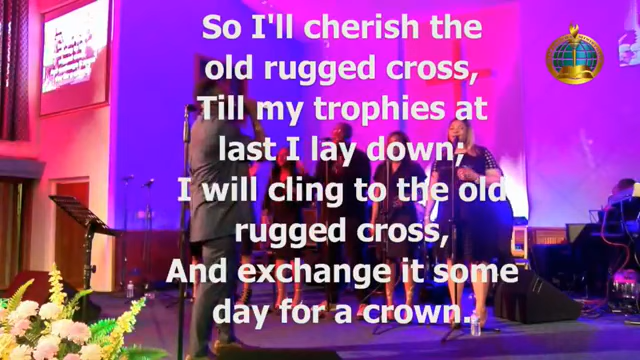 So I'll cherish the
old rugged cross,
Till my trophies at
last I lay down;
I will cling to the old
rugged cross,
And exchange it some
day for a crown.